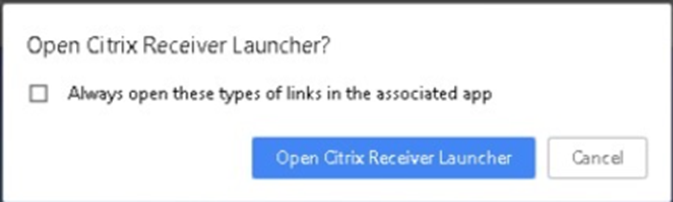 Open Citrix Receiver Launcher?
Always open these types of links in the associated app
Open Citrix Receiver Launcher Cancel